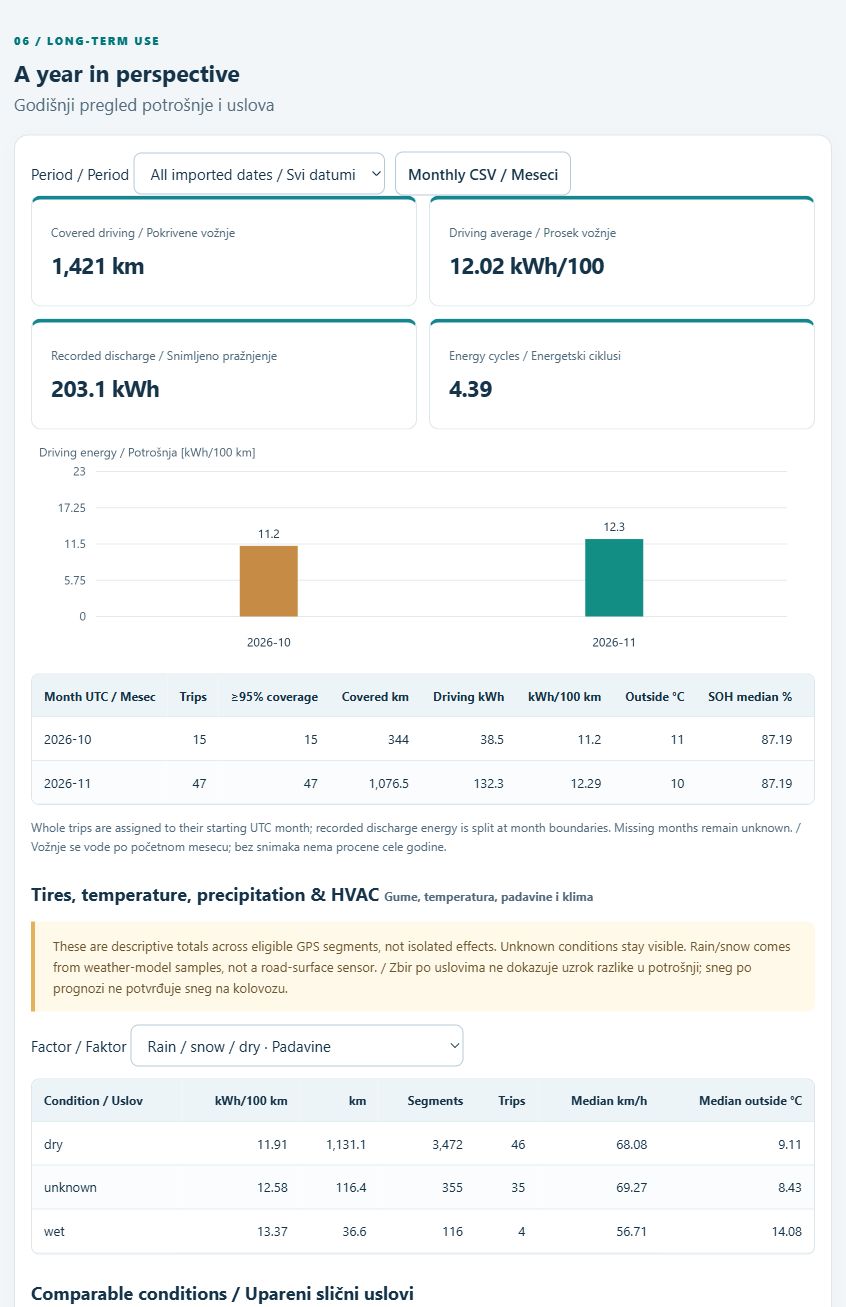 06 / LONG-TERM USE
A year in perspective
Godišnji pregled potrošnje i uslova
Period / Period All imported dates / Svi datumi Monthly CSV / Meseci
Covered driving / Pokrivene vožnje Driving average / Prosek vožnje
1,421 km 12.02 kWh/100
Recorded discharge / Snimljeno pražnjenje Energy cycles / Energetski ciklusi
203.1 kWh 4.39
Driving energy / Potrošnja [kWh/100 km]
23
17.25
12.3
11.2
11.5
5.75
0
2026-10 2026-11
Month UTC / Mesec Trips ≥95% coverage Covered km Driving kWh kWh/100 km Outside °C SOH median %
2026-10 15 15 344 38.5 11.2 11 87.19
2026-11 47 47 1,076.5 132.3 12.29 10 87.19
Whole trips are assigned to their starting UTC month; recorded discharge energy is split at month boundaries. Missing months remain unknown. /
Vožnje se vode po početnom mesecu; bez snimaka nema procene cele godine.
Tires, temperature, precipitation & HVAC Gume, temperatura, padavine i klima
These are descriptive totals across eligible GPS segments, not isolated effects. Unknown conditions stay visible. Rain/snow comes
from weather-model samples, not a road-surface sensor. / Zbir po uslovima ne dokazuje uzrok razlike u potrošnji; sneg po
prognozi ne potvrđuje sneg na kolovozu.
Factor / Faktor Rain / snow / dry · Padavine
Condition / Uslov kWh/100 km km Segments Trips Median km/h Median outside °C
dry 11.91 1,131.1 3,472 46 68.08 9.11
unknown 12.58 116.4 355 35 69.27 8.43
wet 13.37 36.6 116 4 56.71 14.08
Comparable conditions / Upareni slični uslovi